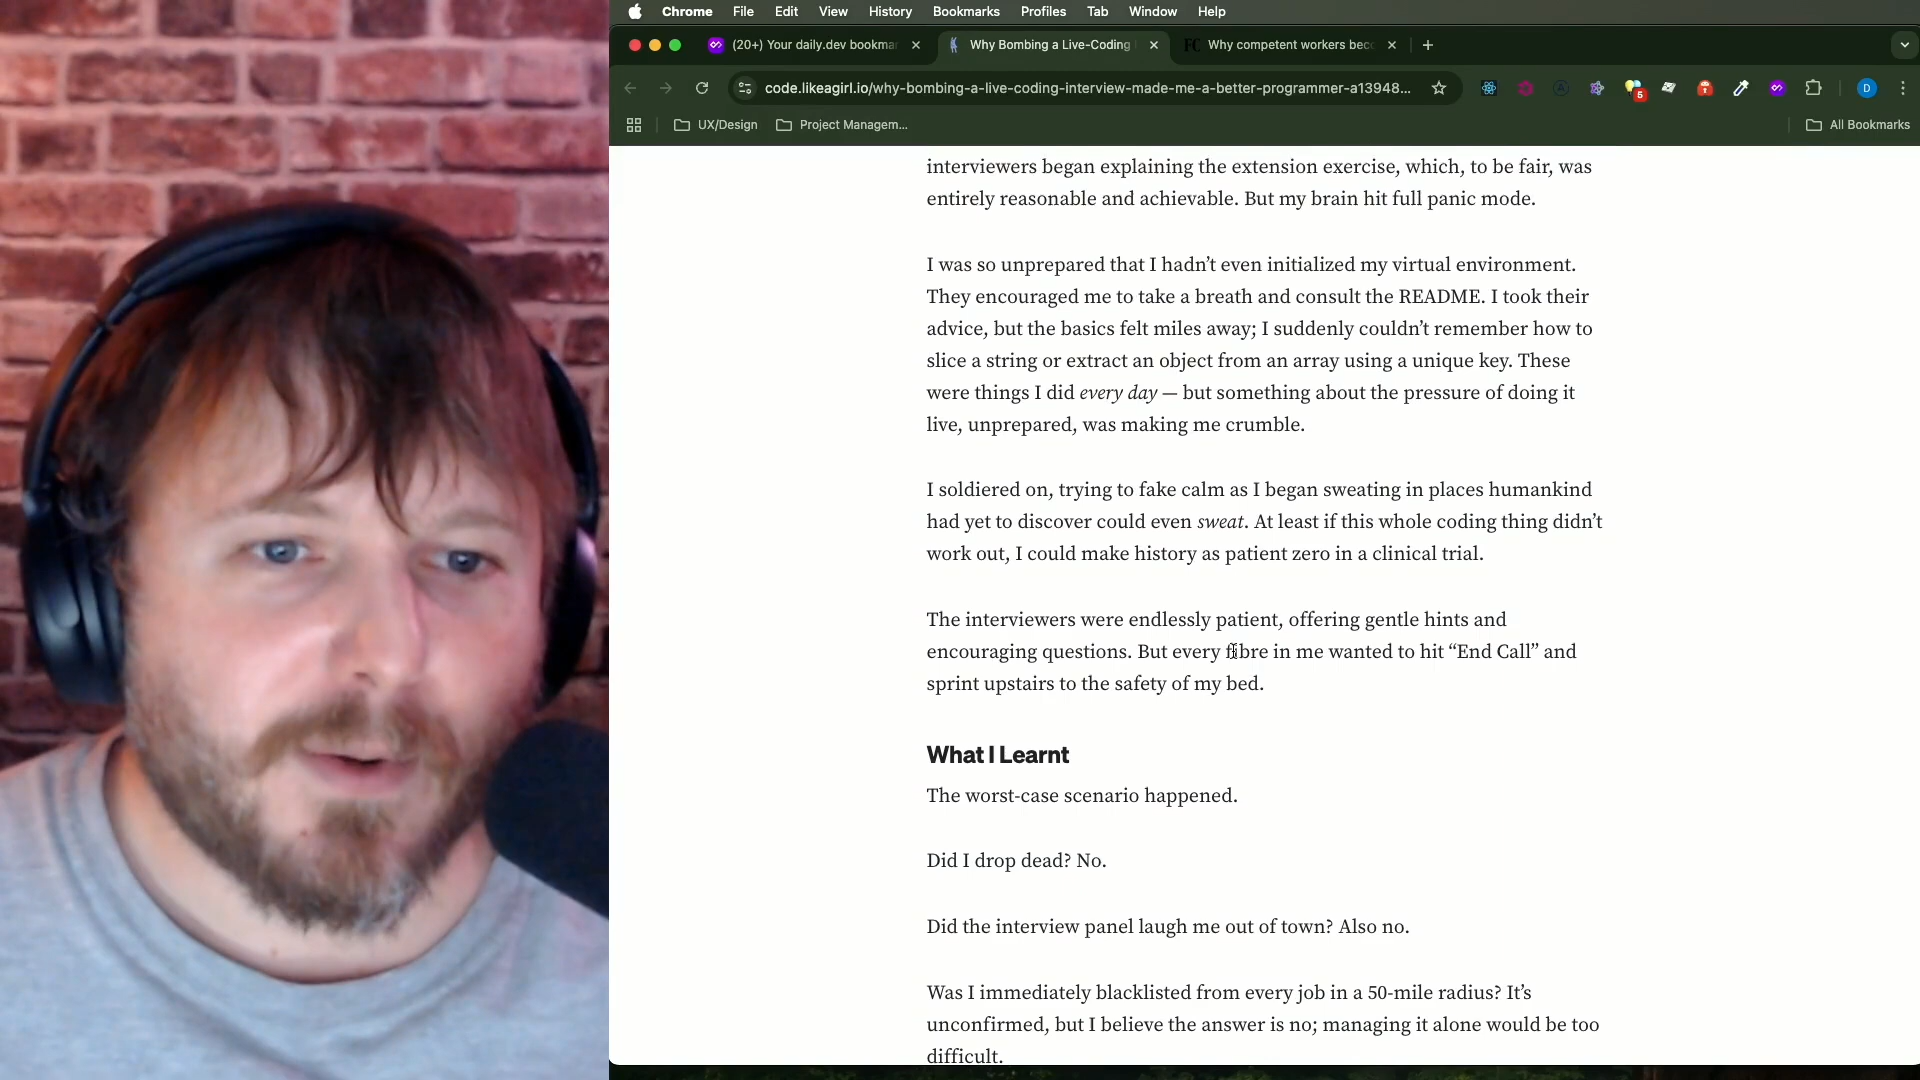 Chrome File Edit View History Bookmarks Profiles Tab Window Help
(20+) Your daily.dev bookma
Why Bombing a Live-Coding
FC Why competent workers bec
code.likeagirl.io/why-bombing-a-live-coding-interview-made-me-a-better-programmer-a13948...
5
D
UX/Design
Project Managem...
All Bookmarks
interviewers began explaining the extension exercise, which, to be fair, was
entirely reasonable and achievable. But my brain hit full panic mode.
I was so unprepared that I hadn’t even initialized my virtual environment.
They encouraged me to take a breath and consult the README. I took their
advice, but the basics felt miles away; I suddenly couldn’t remember how to
slice a string or extract an object from an array using a unique key. These
were things I did every day — but something about the pressure of doing it
live, unprepared, was making me crumble.
I soldiered on, trying to fake calm as I began sweating in places humankind
had yet to discover could even sweat. At least if this whole coding thing didn’t
work out, I could make history as patient zero in a clinical trial.
The interviewers were endlessly patient, offering gentle hints and
encouraging questions. But every fibre in me wanted to hit “End Call” and
sprint upstairs to the safety of my bed.
What I Learnt
The worst-case scenario happened.
Did I drop dead? No.
Did the interview panel laugh me out of town? Also no.
Was I immediately blacklisted from every job in a 50-mile radius? It’s
unconfirmed, but I believe the answer is no; managing it alone would be too
difficult.